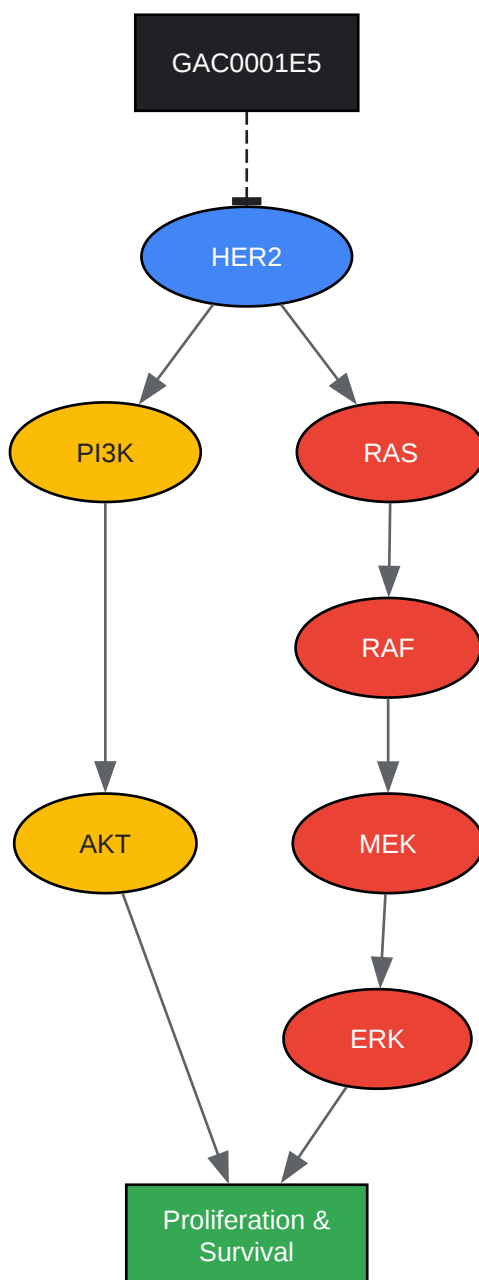 GAC0001E5
HER2
PI3K
RAS
RAF
AKT
MEK
ERK
Proliferation &
Survival